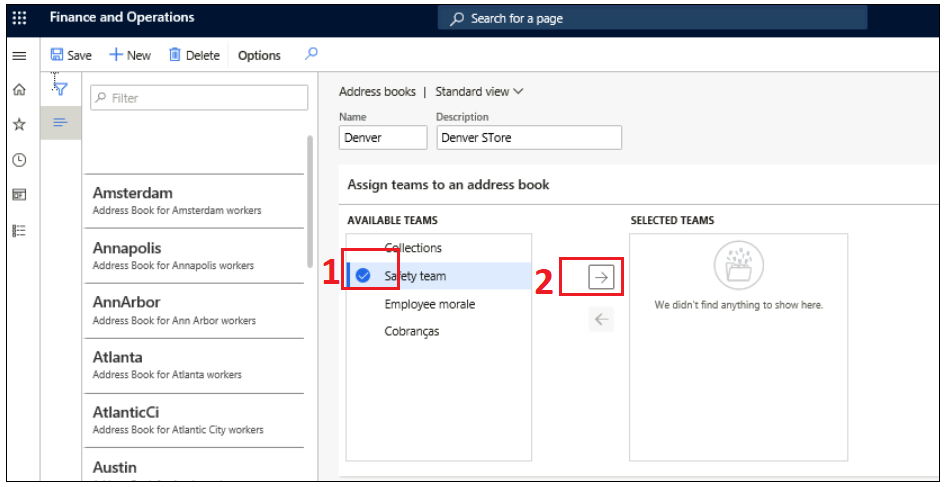 Finance and Operations
Search for a page
Save New Delete Options
Filter
Amsterdam
Address Book for Amsterdam workers
Annapolis
Address Book for Annapolis workers
AnnArbor
Address Book for Ann Arbor workers
Atlanta
Address Book for Atlanta workers
AtlanticCi
Address Book for Atlantic City workers
Austin
Address books | Standard view
Name Description
Denver Denver STore
Assign teams to an address book
AVAILABLE TEAMS
Collections
1 Safety team
Employee morale
Cobranças
2
SELECTED TEAMS
We didn't find anything to show here.